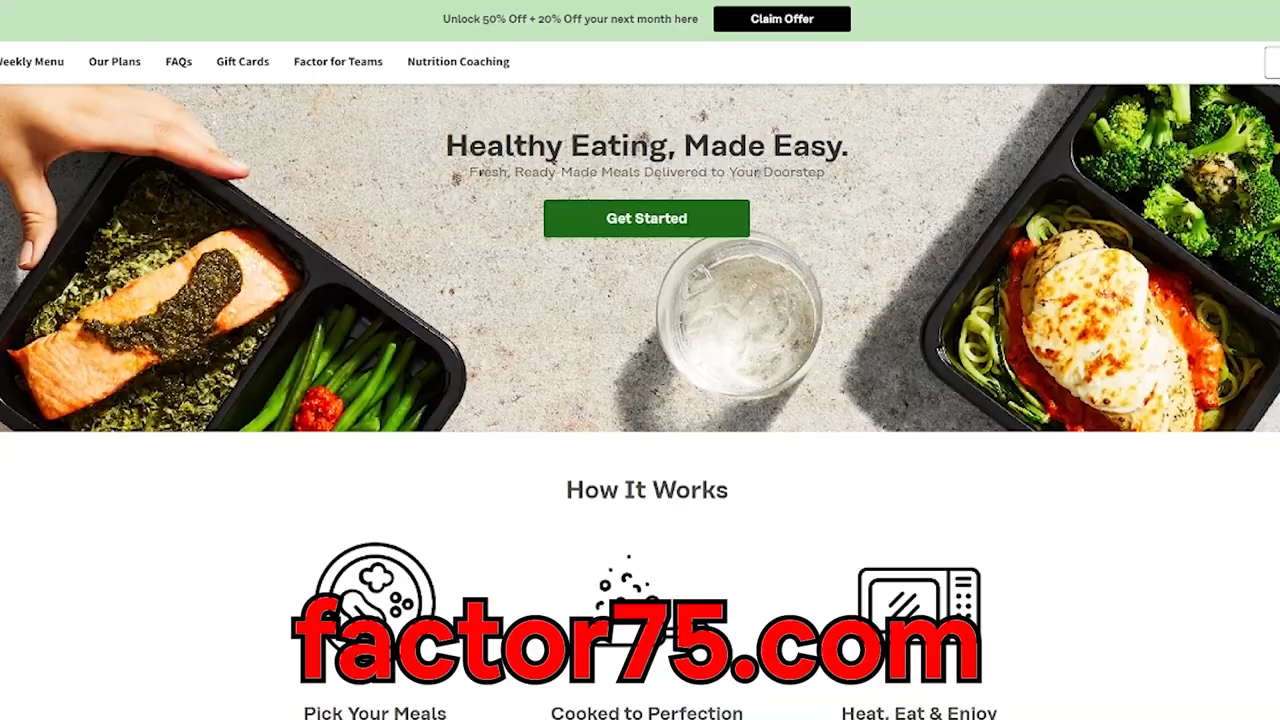 Unlock 50% Off + 20% Off your next month here
Claim Offer
Weekly Menu
Our Plans
FAQs
Gift Cards
Factor for Teams
Nutrition Coaching
Healthy Eating, Made Easy.
Fresh, Ready-Made Meals Delivered to Your Doorstep
Get Started
How It Works
factor75.com
Pick Your Meals
Cooked to Perfection
Heat, Eat & Enjoy